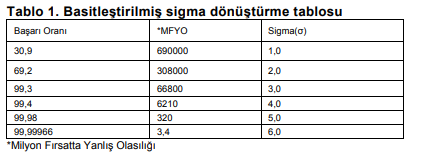 Tablo 1. Basitleştirilmiş sigma dönüştürme tablosu
Başarı Oranı *MFYO Sigma(σ)
30,9 690000 1,0
69,2 308000 2,0
99,3 66800 3,0
99,4 6210 4,0
99,98 320 5,0
99,99966 3,4 6,0
*Milyon Fırsatta Yanlış Olasılığı